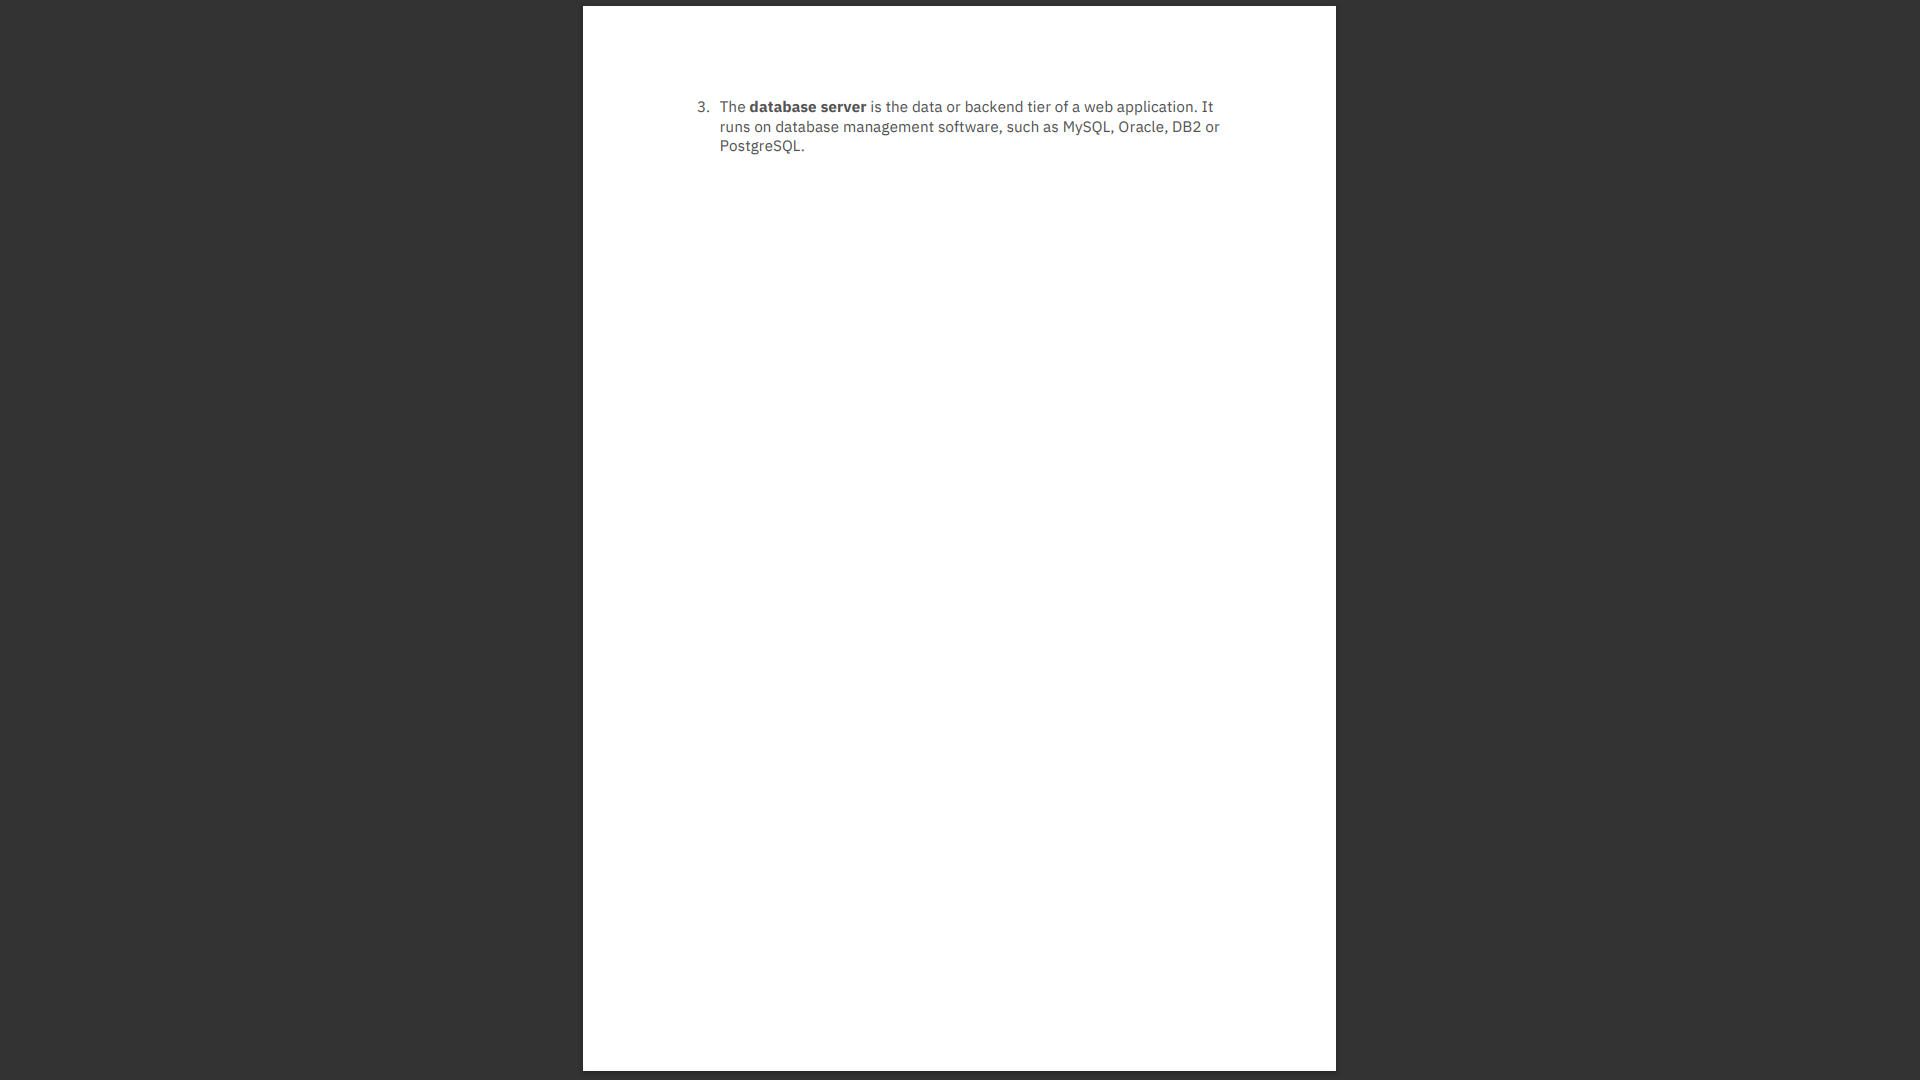 3. The database server is the data or backend tier of a web application. It
runs on database management software, such as MySQL, Oracle, DB2 or
PostgreSQL.